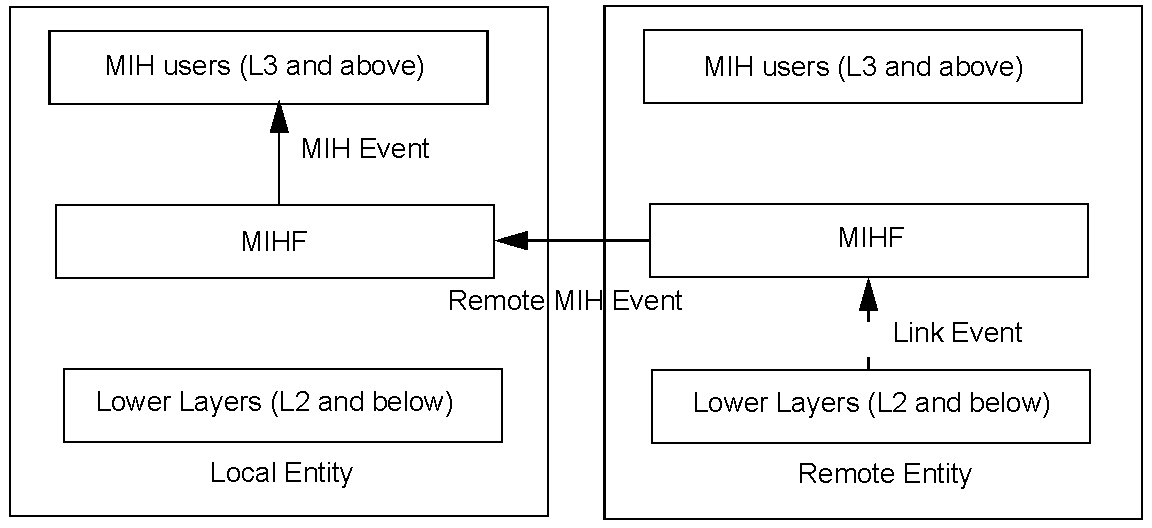 MIH users (L3 and above)
MIH users (L3 and above)
MIH Event
MIHF
MIHF
Remote MIH Event
Link Event
Lower Layers (L2 and below)
Lower Layers (L2 and below)
Local Entity
Remote Entity